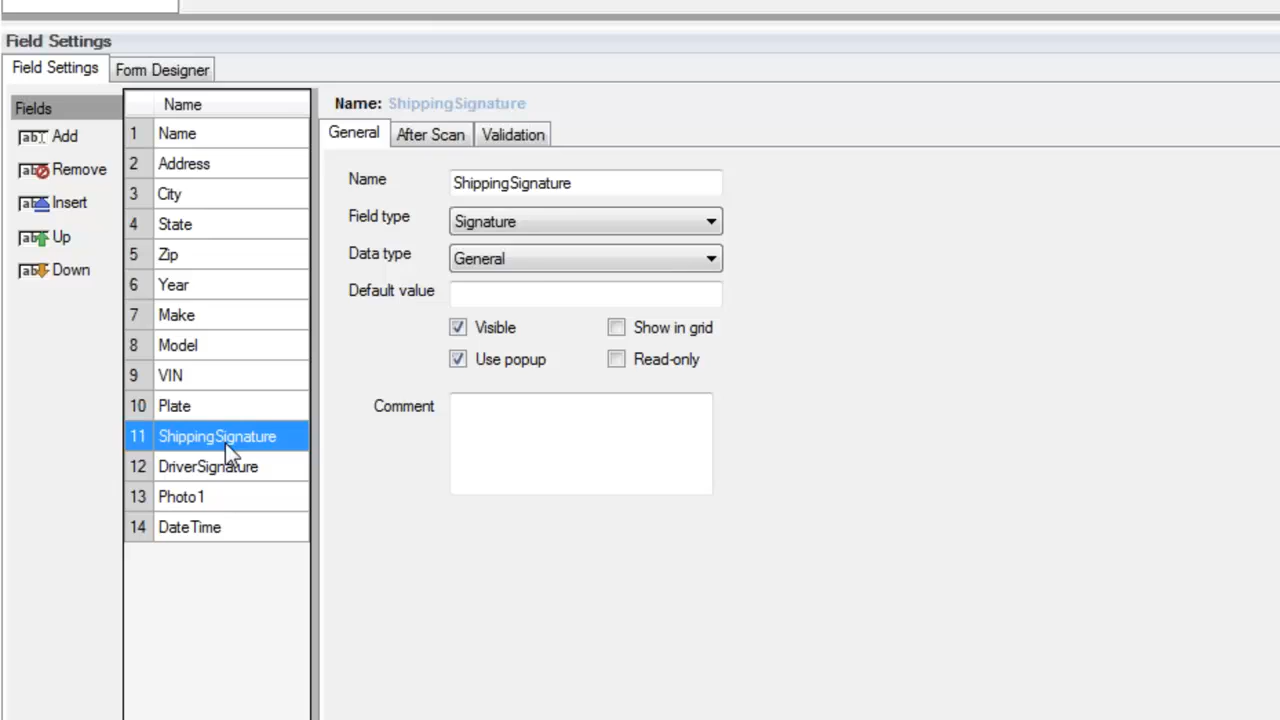 Field Settings
Field Settings Form Designer
Fields
Add
Remove
Insert
Up
Down
Name
1 Name
2 Address
3 City
4 State
5 Zip
6 Year
7 Make
8 Model
9 VIN
10 Plate
11 ShippingSignature
12 DriverSignature
13 Photo1
14 DateTime
Name: ShippingSignature
General After Scan Validation
Name ShippingSignature
Field type Signature
Data type General
Default value
Visible Show in grid
Use popup Read-only
Comment